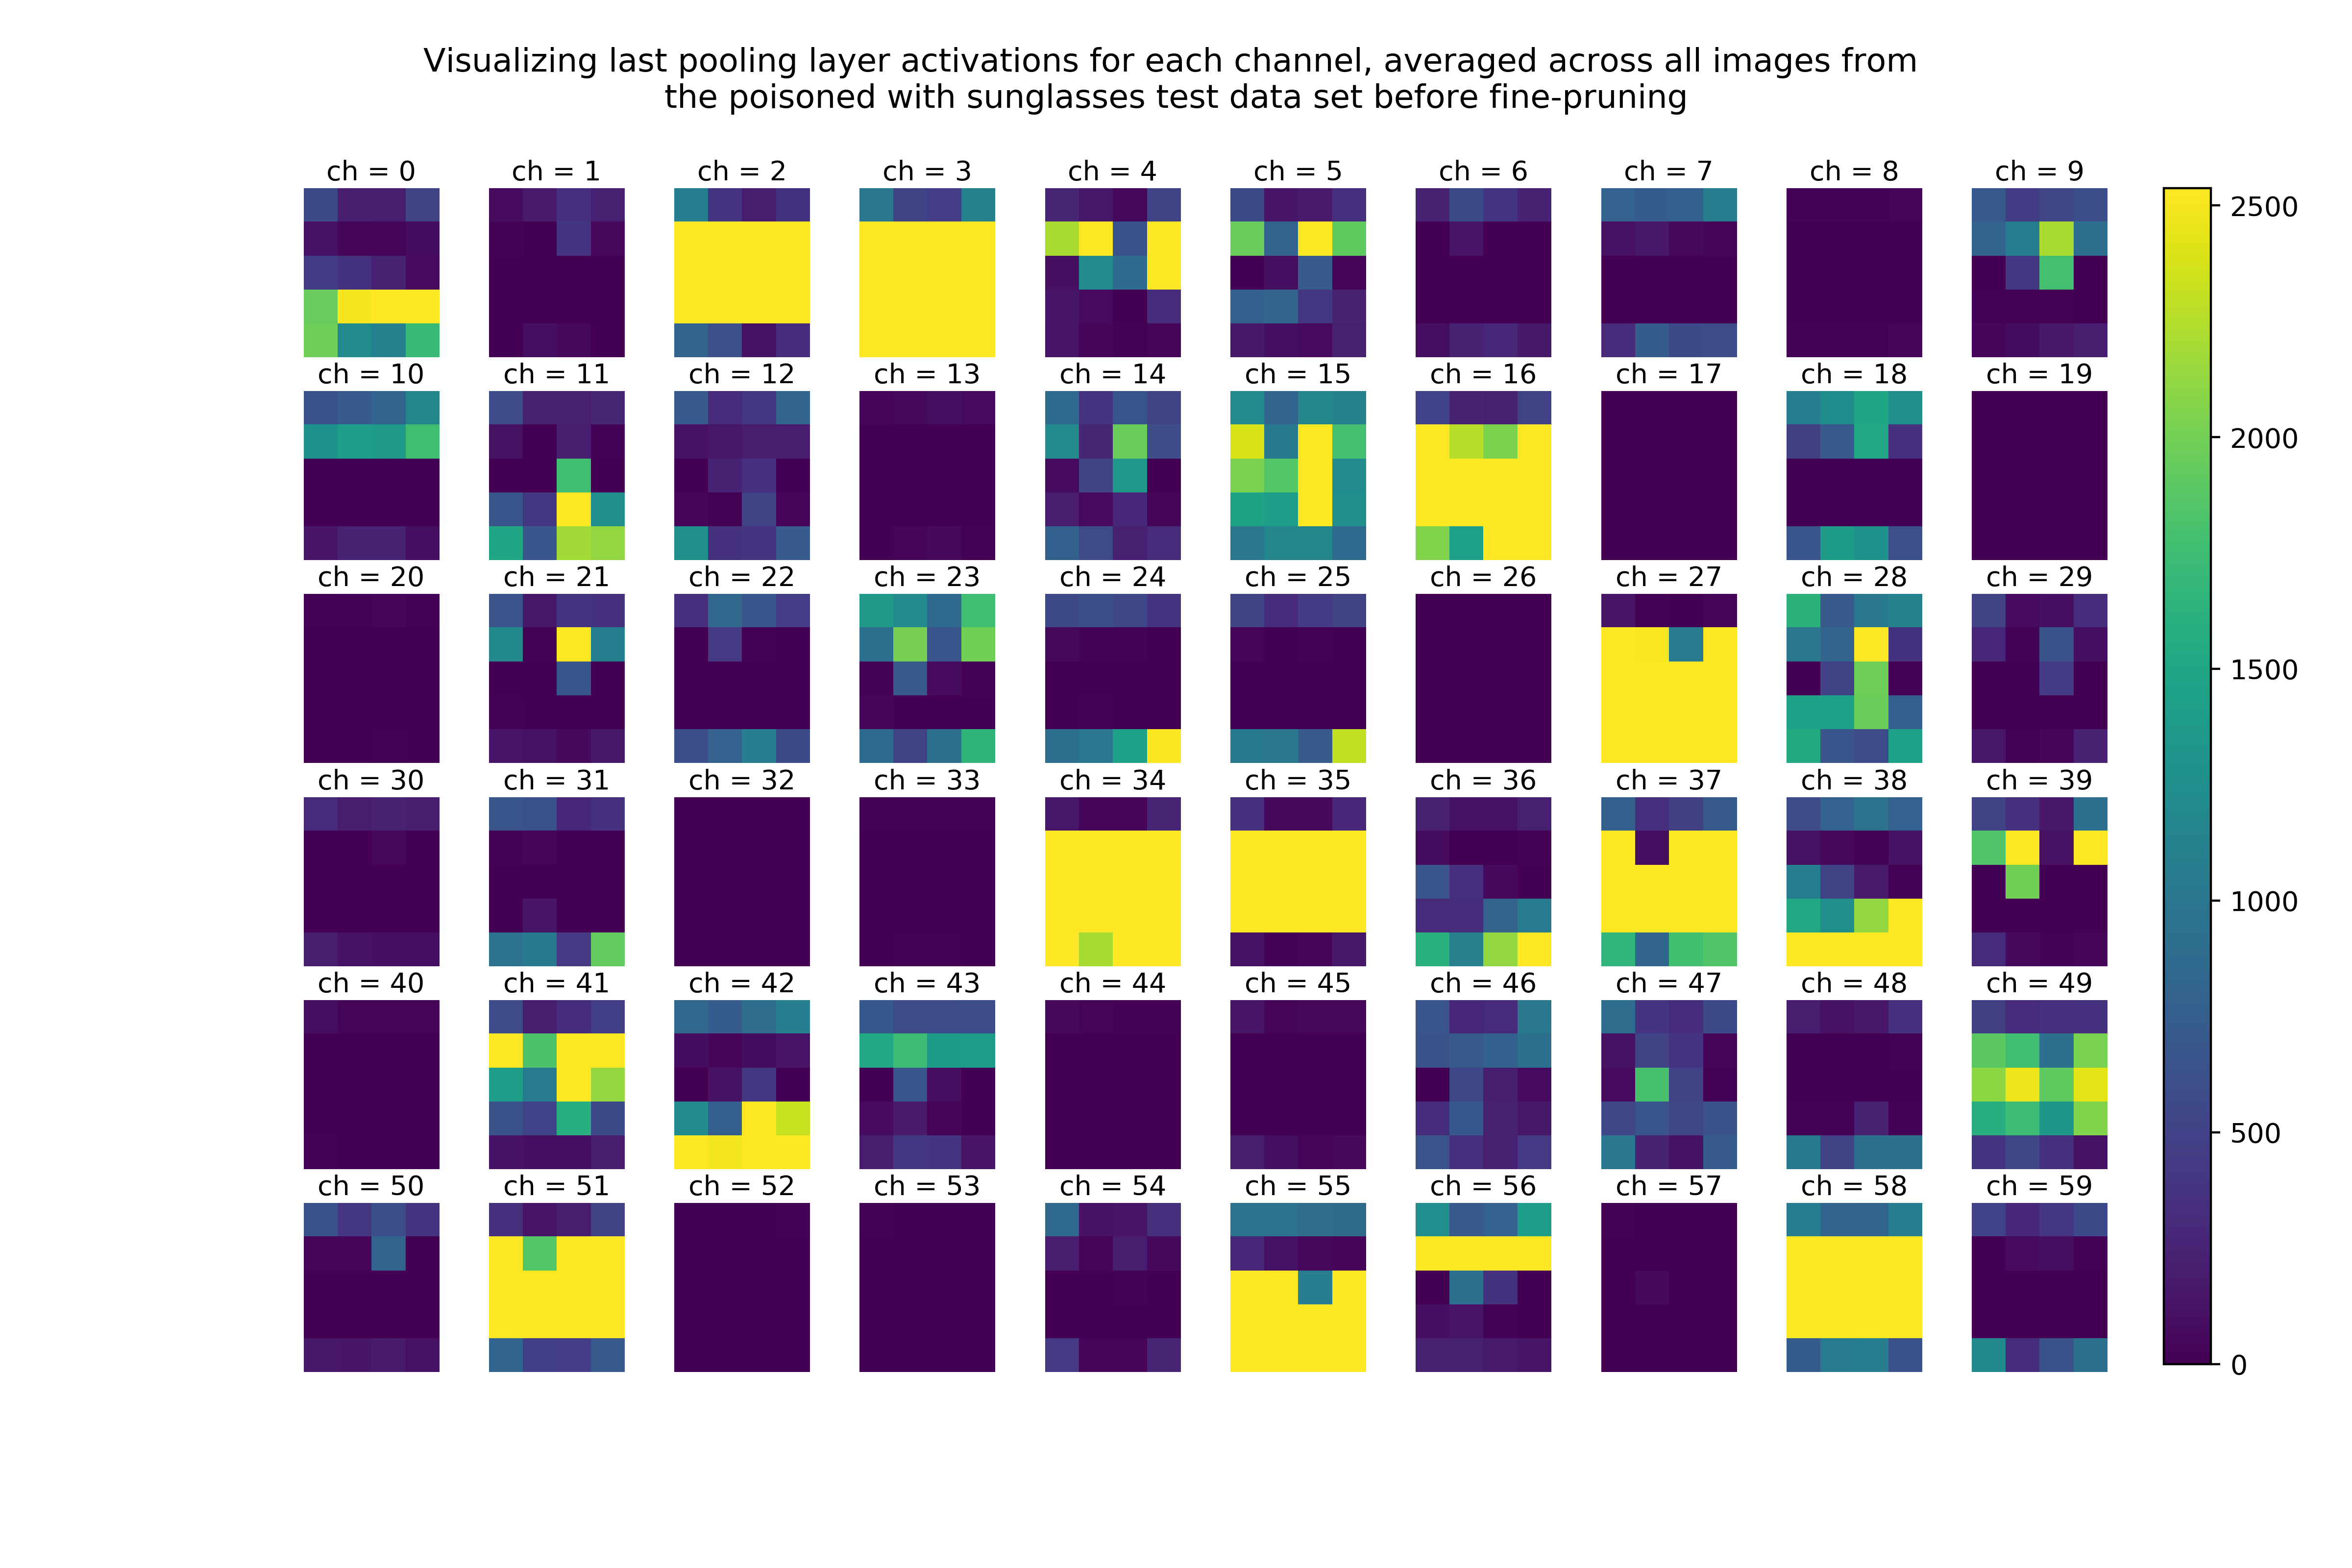 Visualizing last pooling layer activations for each channel, averaged across all images from
the poisoned with sunglasses test data set before fine-pruning
ch = 0 ch = 1 ch = 2 ch = 3 ch = 4 ch = 5 ch = 6 ch = 7 ch = 8 ch = 9
ch = 10 ch = 11 ch = 12 ch = 13 ch = 14 ch = 15 ch = 16 ch = 17 ch = 18 ch = 19
ch = 20 ch = 21 ch = 22 ch = 23 ch = 24 ch = 25 ch = 26 ch = 27 ch = 28 ch = 29
ch = 30 ch = 31 ch = 32 ch = 33 ch = 34 ch = 35 ch = 36 ch = 37 ch = 38 ch = 39
ch = 40 ch = 41 ch = 42 ch = 43 ch = 44 ch = 45 ch = 46 ch = 47 ch = 48 ch = 49
ch = 50 ch = 51 ch = 52 ch = 53 ch = 54 ch = 55 ch = 56 ch = 57 ch = 58 ch = 59
2500
2000
1500
1000
500
0